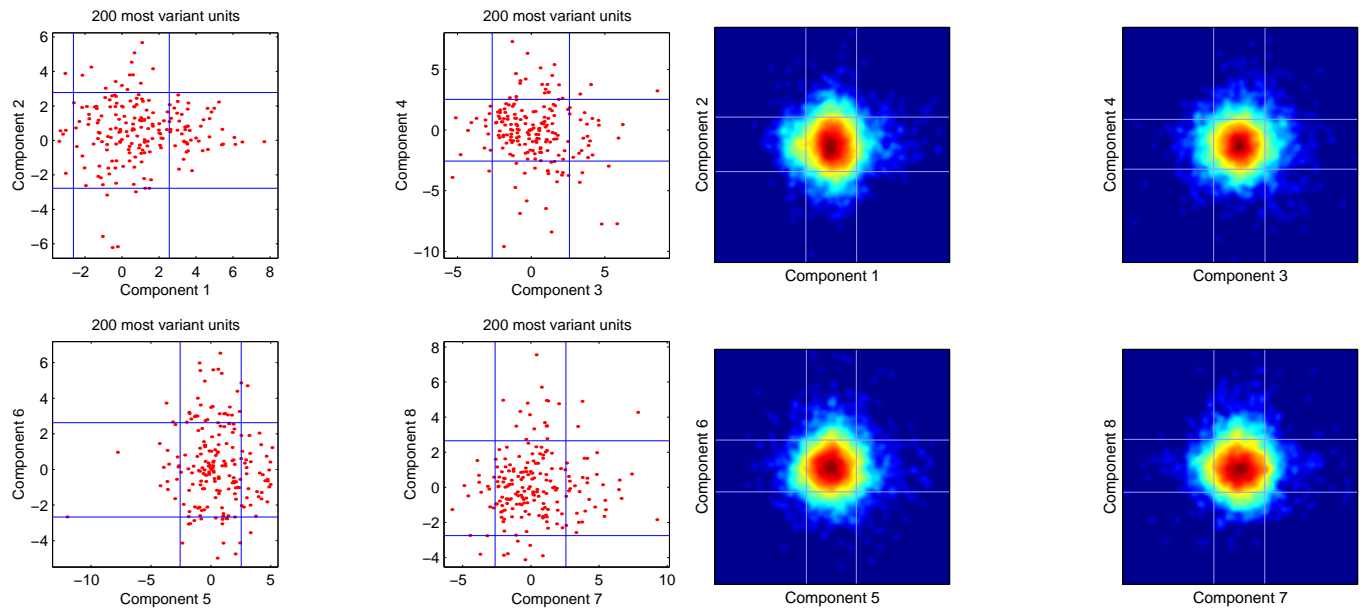 200 most variant units
6
4
2
0
−2
−4
−6
Component 2
−2 0 2 4 6 8
Component 1
200 most variant units
5
0
−5
−10
Component 4
−5 0 5
Component 3
Component 2
Component 1
Component 4
Component 3
200 most variant units
6
4
2
0
−2
−4
Component 6
−10 −5 0 5
Component 5
200 most variant units
8
6
4
2
0
−2
−4
Component 8
−5 0 5 10
Component 7
Component 6
Component 5
Component 8
Component 7